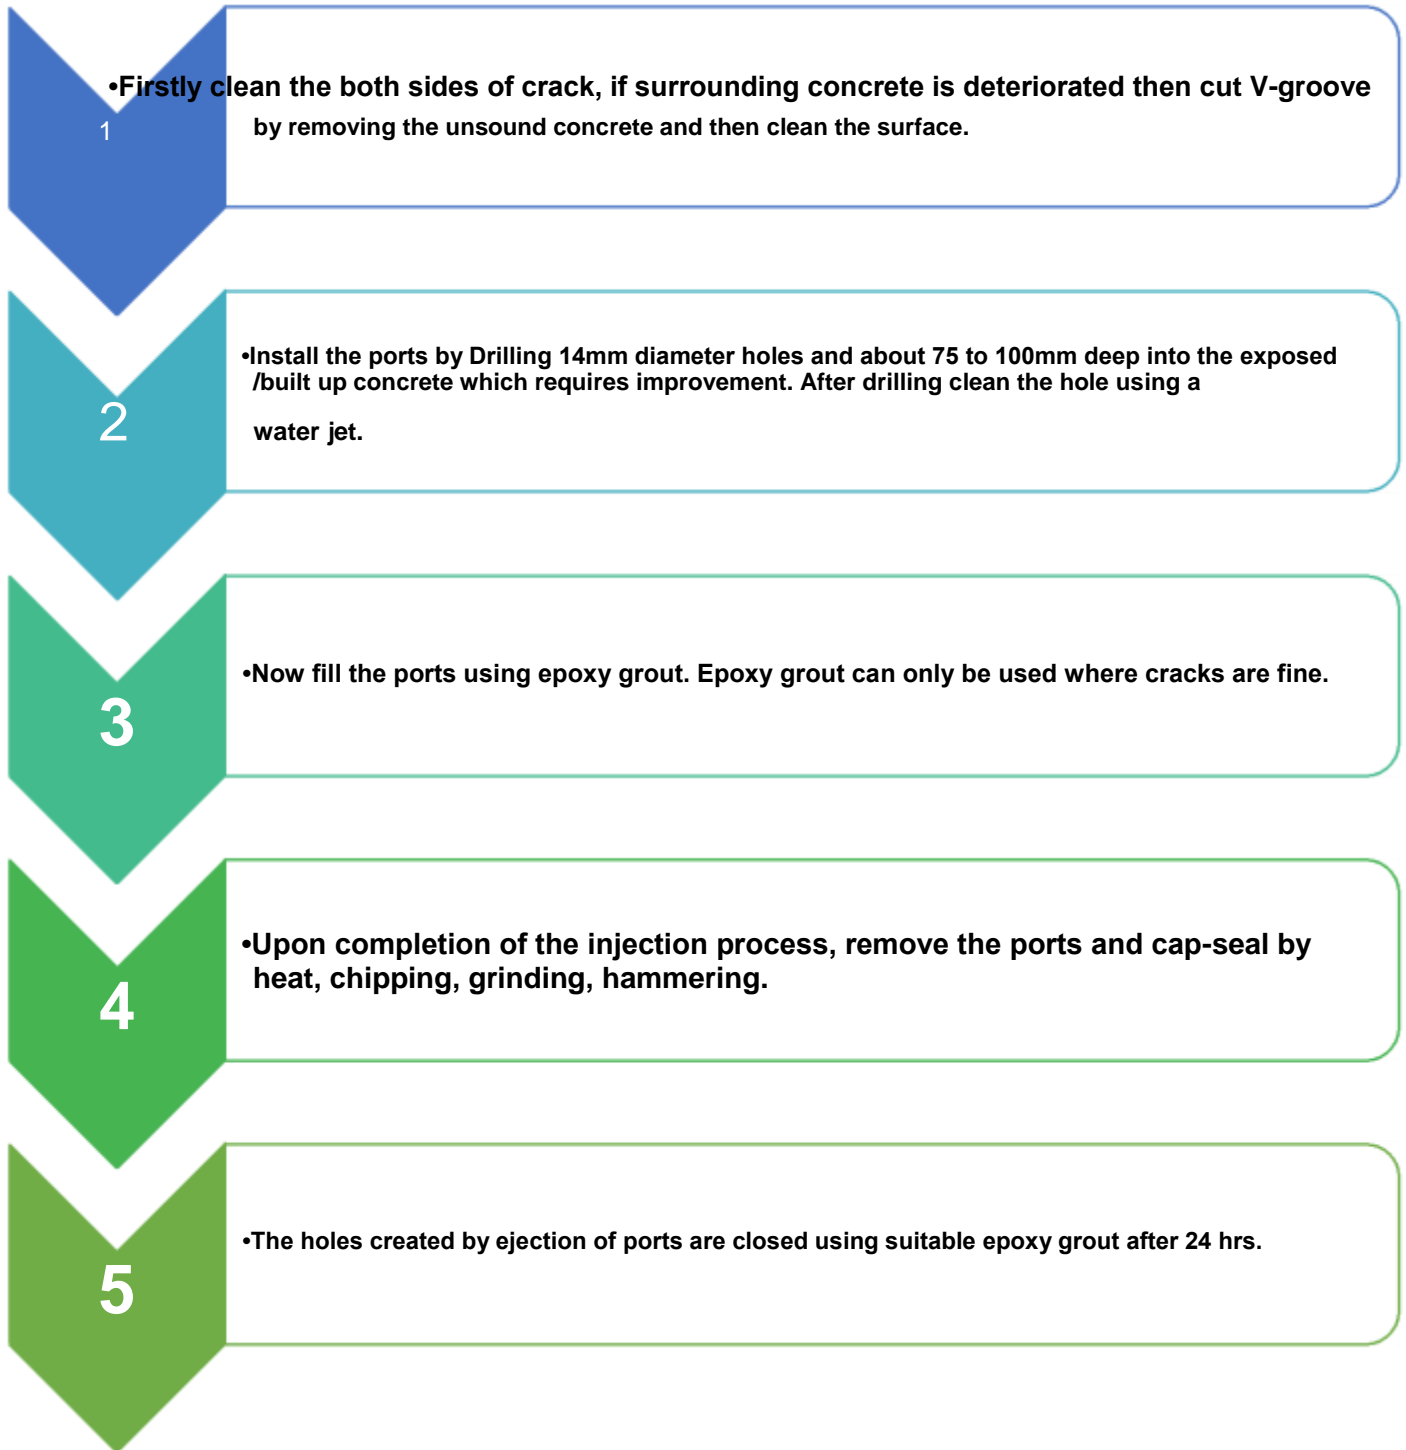 •Firstly clean the both sides of crack, if surrounding concrete is deteriorated then cut V-groove
1
by removing the unsound concrete and then clean the surface.
•Install the ports by Drilling 14mm diameter holes and about 75 to 100mm deep into the exposed
/built up concrete which requires improvement. After drilling clean the hole using a
2
water jet.
•Now fill the ports using epoxy grout. Epoxy grout can only be used where cracks are fine.
3
•Upon completion of the injection process, remove the ports and cap-seal by
heat, chipping, grinding, hammering.
4
•The holes created by ejection of ports are closed using suitable epoxy grout after 24 hrs.
5